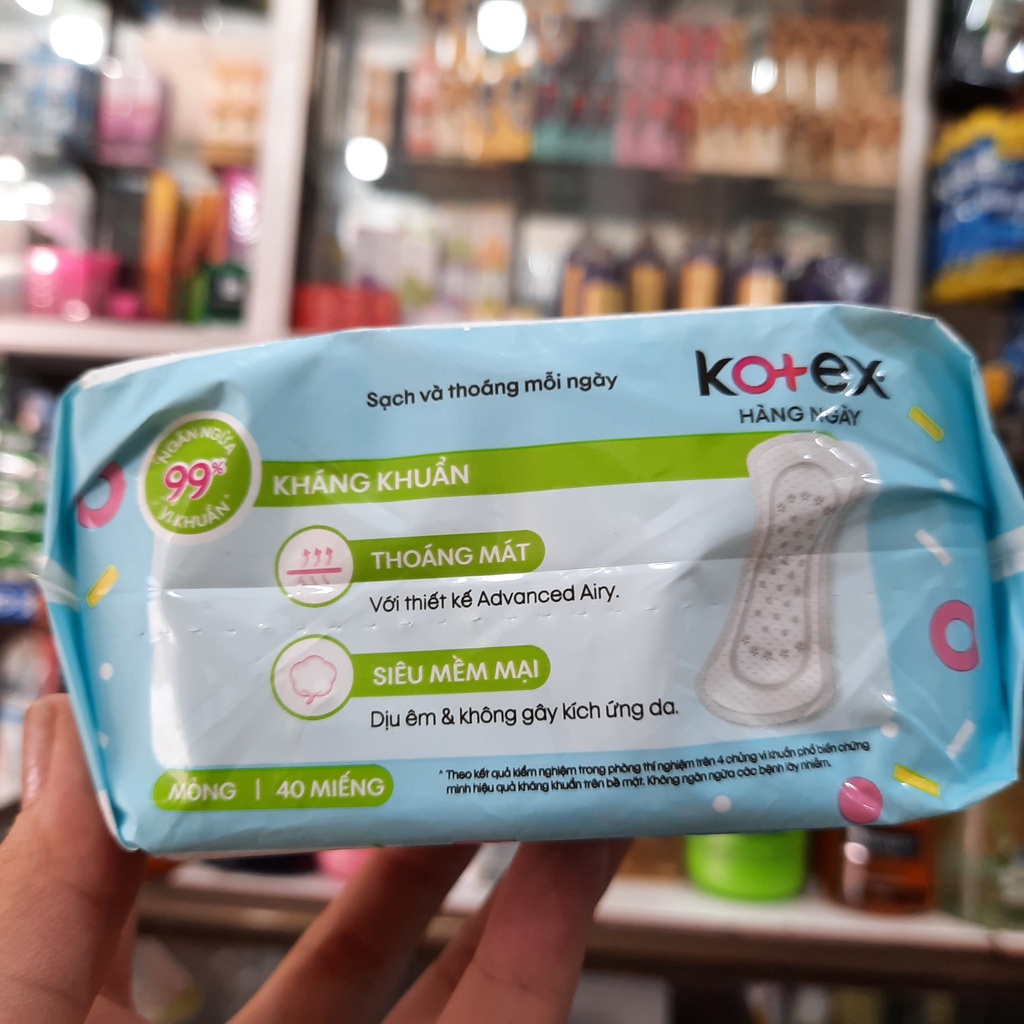 Sạch và thoáng mỗi ngày
kotex
HÀNG NGÀY
NGĂN NGỪA
99%
VI KHUẨN^
KHÁNG KHUẨN
THOÁNG MÁT
Với thiết kế Advanced Airy.
SIÊU MỀM MẠI
Dịu êm & không gây kích ứng da.
MỎNG | 40 MIẾNG
^ Theo kết quả kiểm nghiệm trong phòng thí nghiệm trên 4 chủng vi khuẩn phổ biến chứng
minh hiệu quả kháng khuẩn trên bề mặt. Không ngăn ngừa các bệnh lây nhiễm.